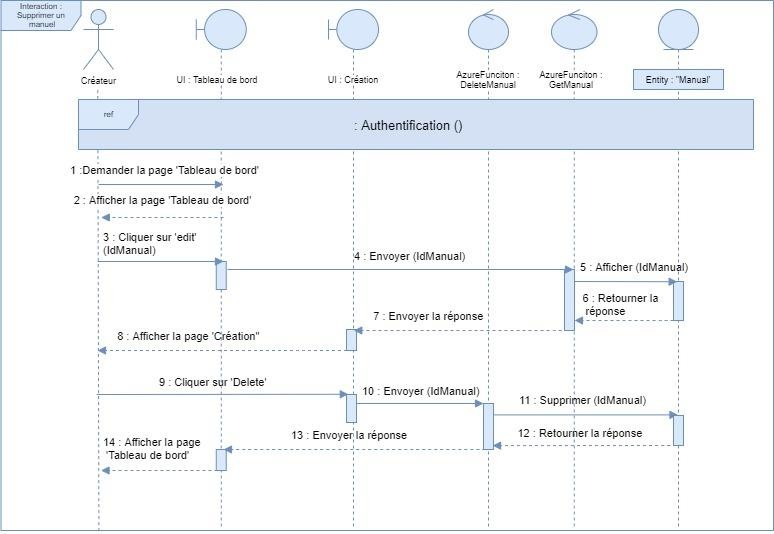 Interaction :
Supprimer un
manuel
Créateur
UI : Tableau de bord
UI : Création
AzureFunciton :
DeleteManual
AzureFunciton :
GetManual
Entity : "Manual'
ref
: Authentification ()
1 :Demander la page 'Tableau de bord'
2 : Afficher la page 'Tableau de bord'
3 : Cliquer sur 'edit'
(IdManual)
4 : Envoyer (IdManual)
5 : Afficher (IdManual)
6 : Retourner la
réponse
7 : Envoyer la réponse
8 : Afficher la page 'Création"
9 : Cliquer sur 'Delete'
10 : Envoyer (IdManual)
11 : Supprimer (IdManual)
12 : Retourner la réponse
13 : Envoyer la réponse
14 : Afficher la page
'Tableau de bord'